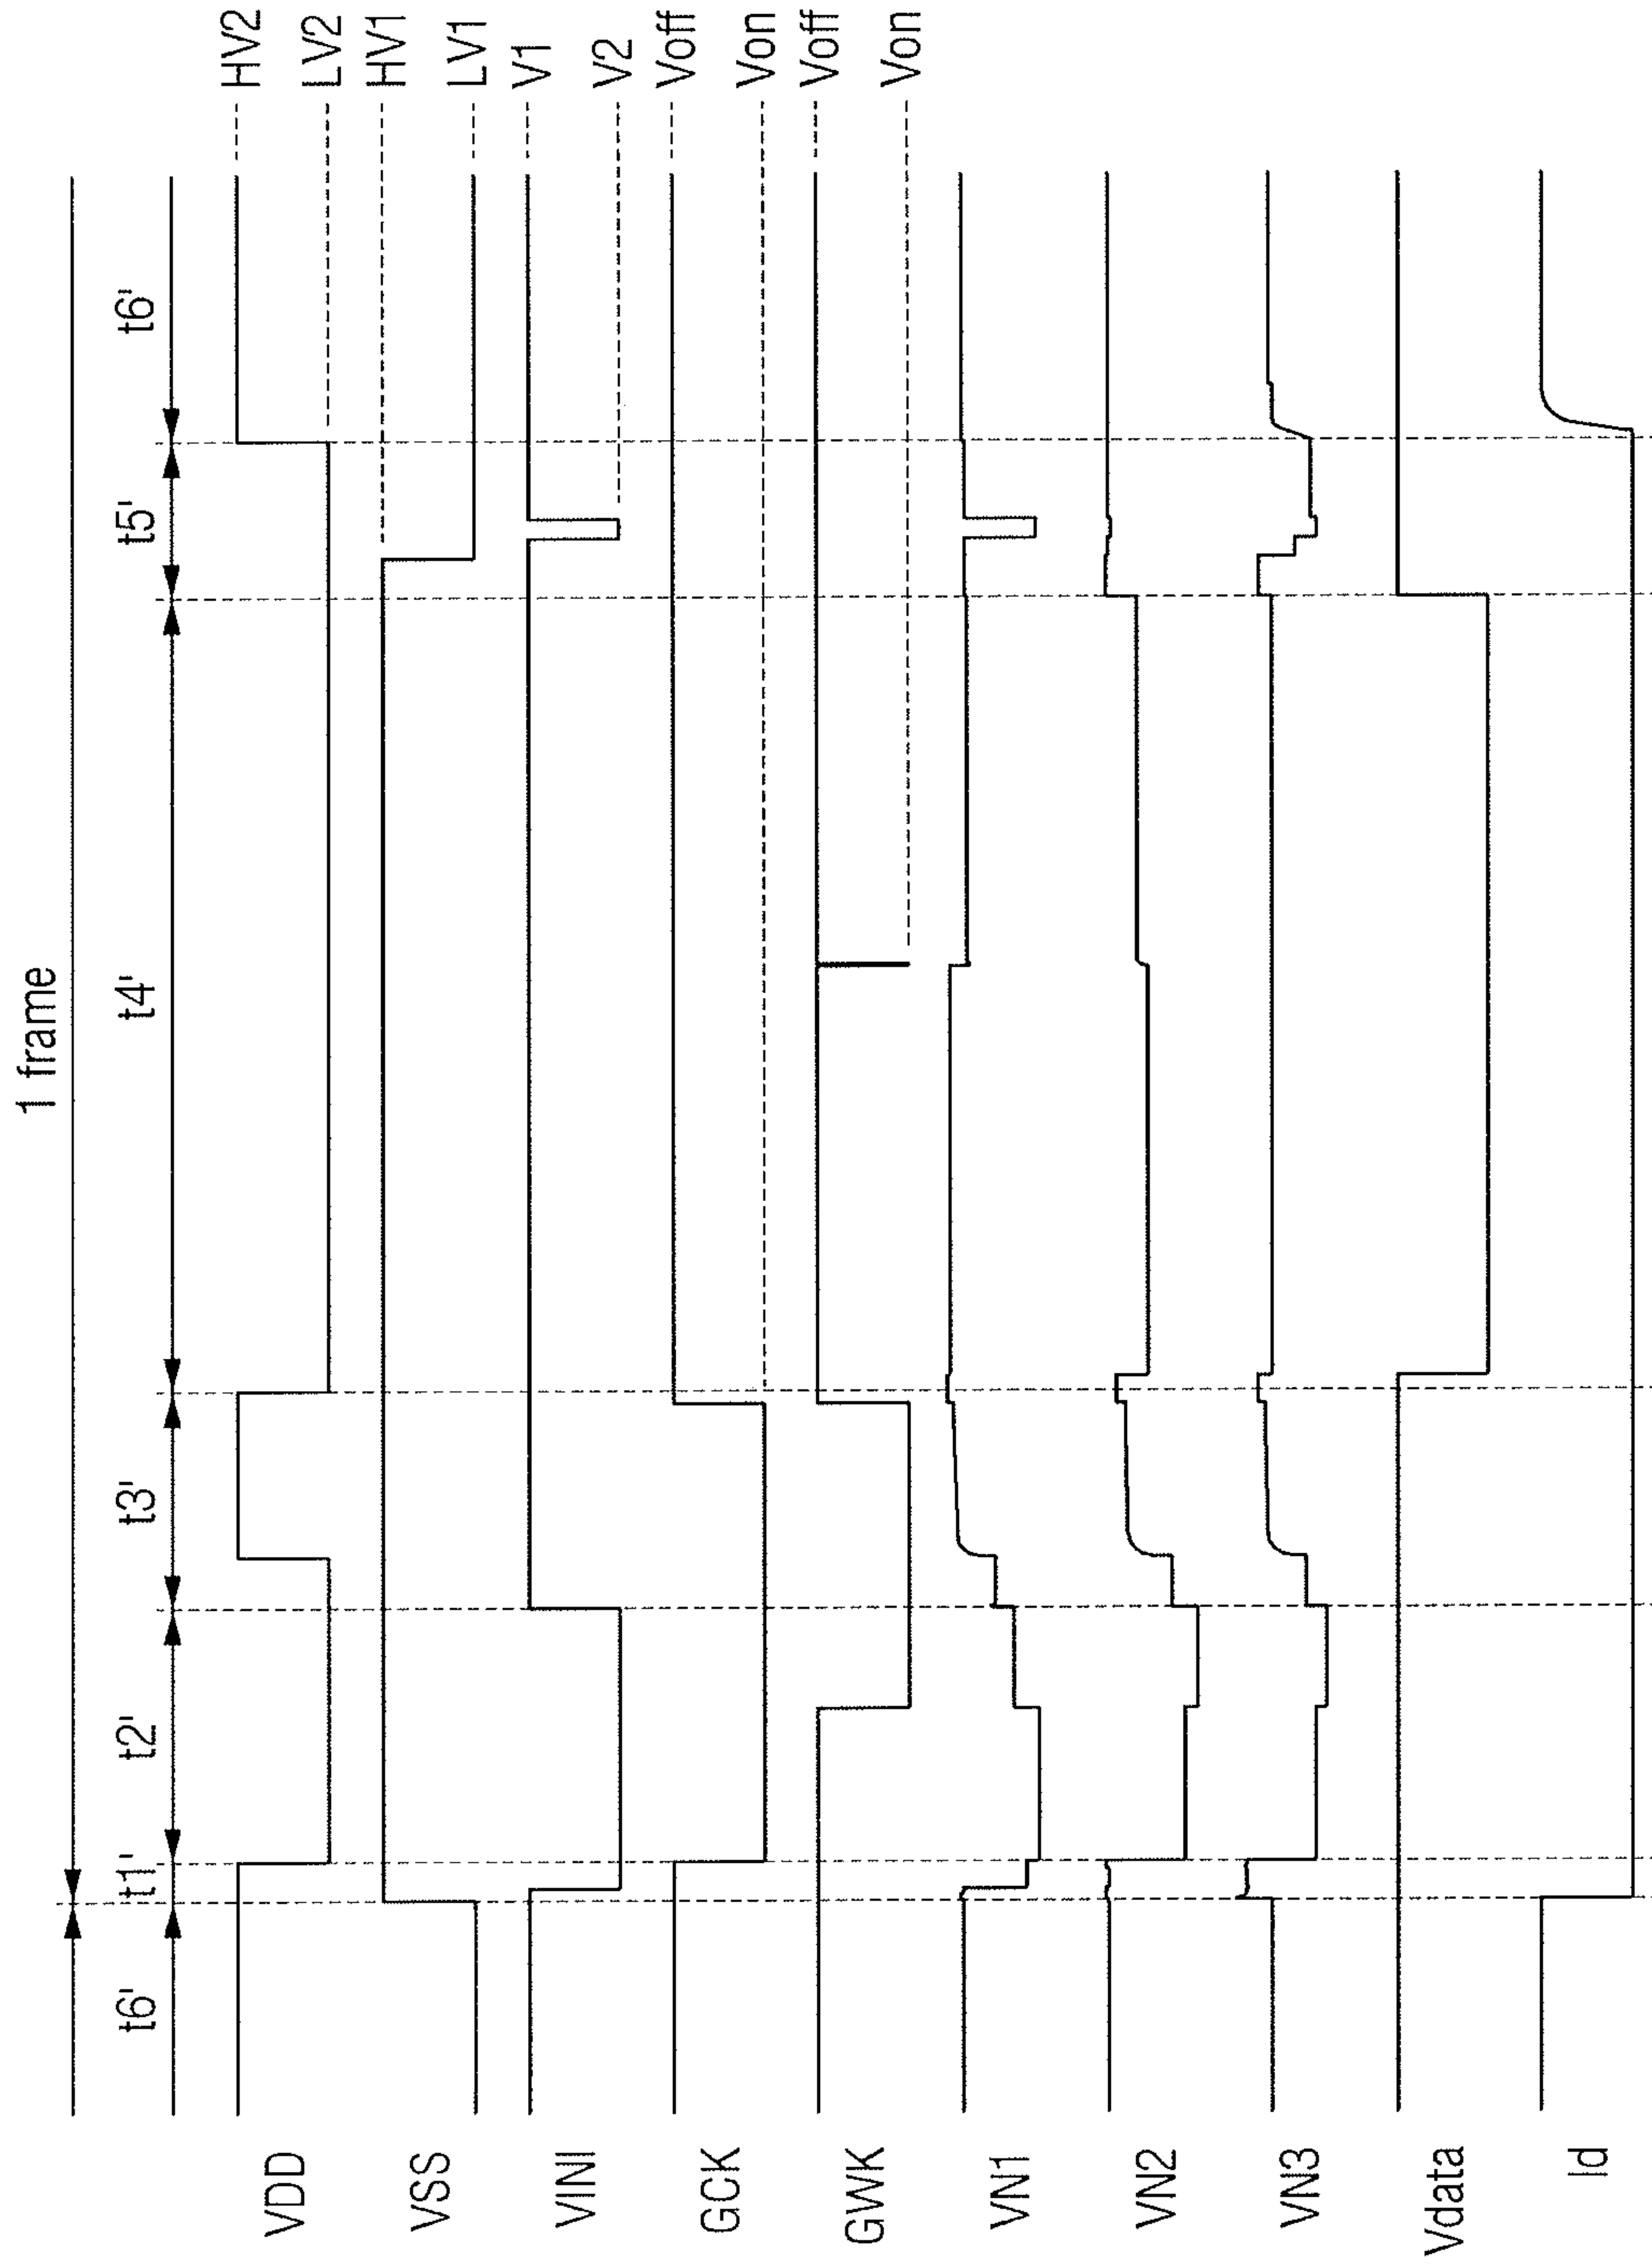 1 frame
t6' t1' t2' t3' t4' t5' t6'
VDD HV2
LV2
VSS HV1
LV1
VINI V1
V2
GCK Voff
Von
GWK Voff
Von
VN1
VN2
VN3
Vdata
Id